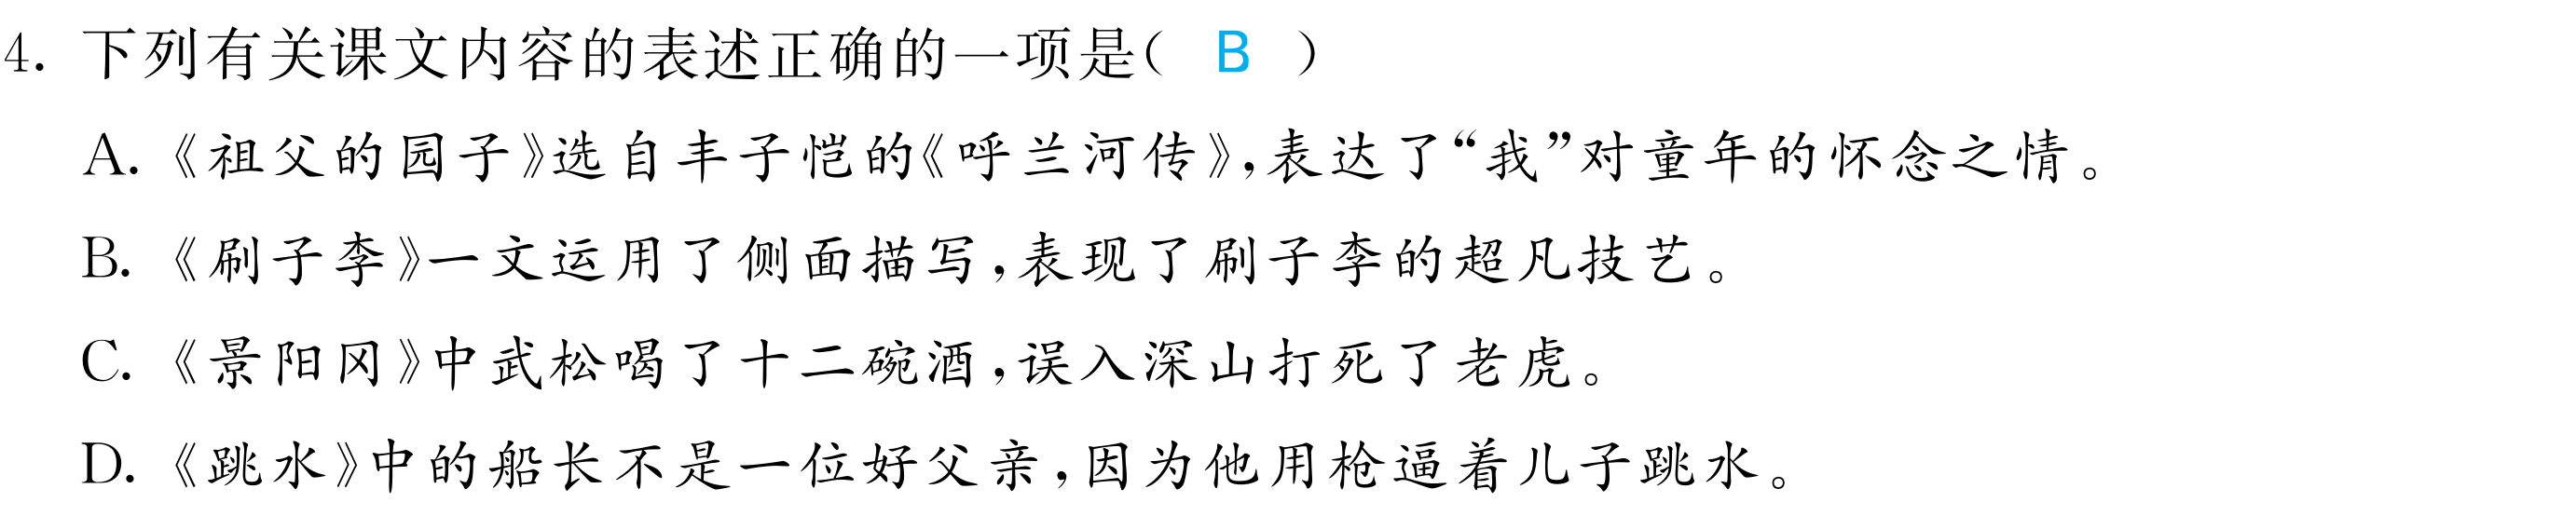 4. 下列有关课文内容的表述正确的一项是( B )
A.《祖父的园子》选自丰子恺的《呼兰河传》,表达了“我”对童年的怀念之情。
B.《刷子李》一文运用了侧面描写,表现了刷子李的超凡技艺。
C.《景阳冈》中武松喝了十二碗酒,误入深山打死了老虎。
D.《跳水》中的船长不是一位好父亲,因为他用枪逼着儿子跳水。